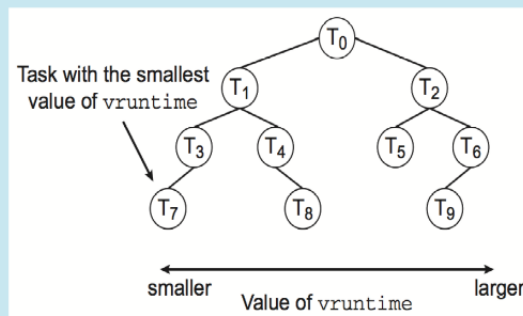 T0
Task with the smallest
value of vruntime
T1
T2
T3
T4
T5
T6
T7
T8
T9
smaller
larger
Value of vruntime